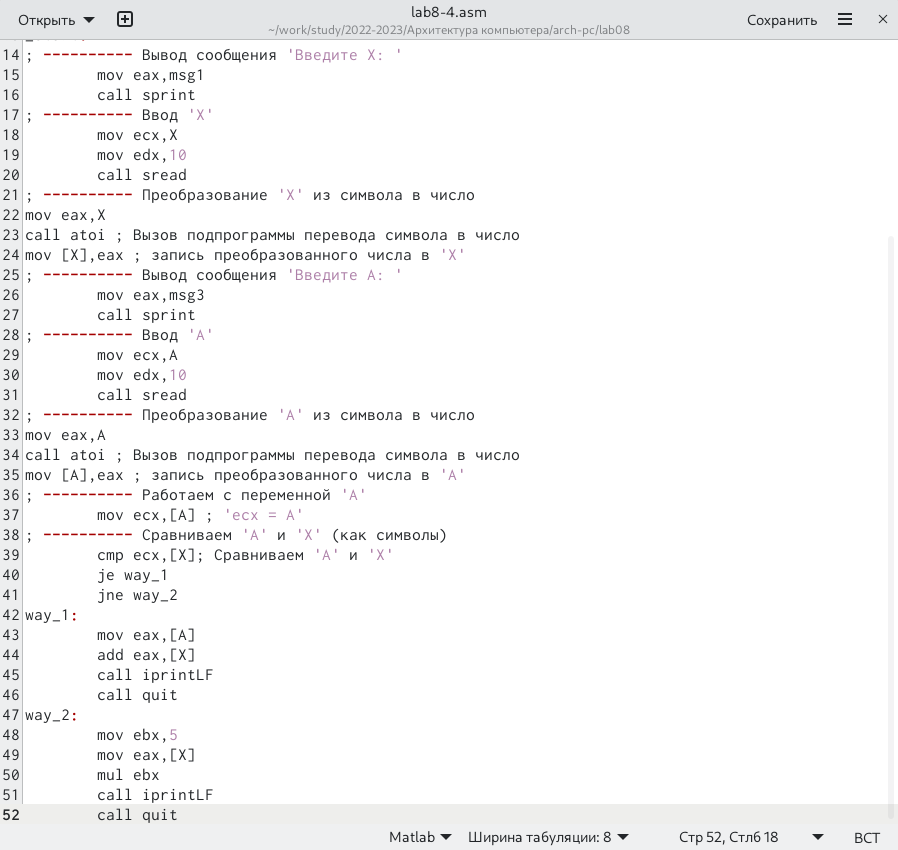 Открыть
lab8-4.asm
~/work/study/2022-2023/Архитектура компьютера/arch-pc/lab08
Сохранить
14 ; ---------- Вывод сообщения 'Введите X: '
15 mov eax,msg1
16 call sprint
17 ; ---------- Ввод 'X'
18 mov ecx,X
19 mov edx,10
20 call sread
21 ; ---------- Преобразование 'X' из символа в число
22 mov eax,X
23 call atoi ; Вызов подпрограммы перевода символа в число
24 mov [X],eax ; запись преобразованного числа в 'X'
25 ; ---------- Вывод сообщения 'Введите A: '
26 mov eax,msg3
27 call sprint
28 ; ---------- Ввод 'A'
29 mov ecx,A
30 mov edx,10
31 call sread
32 ; ---------- Преобразование 'A' из символа в число
33 mov eax,A
34 call atoi ; Вызов подпрограммы перевода символа в число
35 mov [A],eax ; запись преобразованного числа в 'A'
36 ; ---------- Работаем с переменной 'A'
37 mov ecx,[A] ; 'ecx = A'
38 ; ---------- Сравниваем 'A' и 'X' (как символы)
39 cmp ecx,[X]; Сравниваем 'A' и 'X'
40 je way_1
41 jne way_2
42 way_1:
43 mov eax,[A]
44 add eax,[X]
45 call iprintLF
46 call quit
47 way_2:
48 mov ebx,5
49 mov eax,[X]
50 mul ebx
51 call iprintLF
52 call quit
Matlab Ширина табуляции: 8 Стр 52, Стлб 18 ВСТ